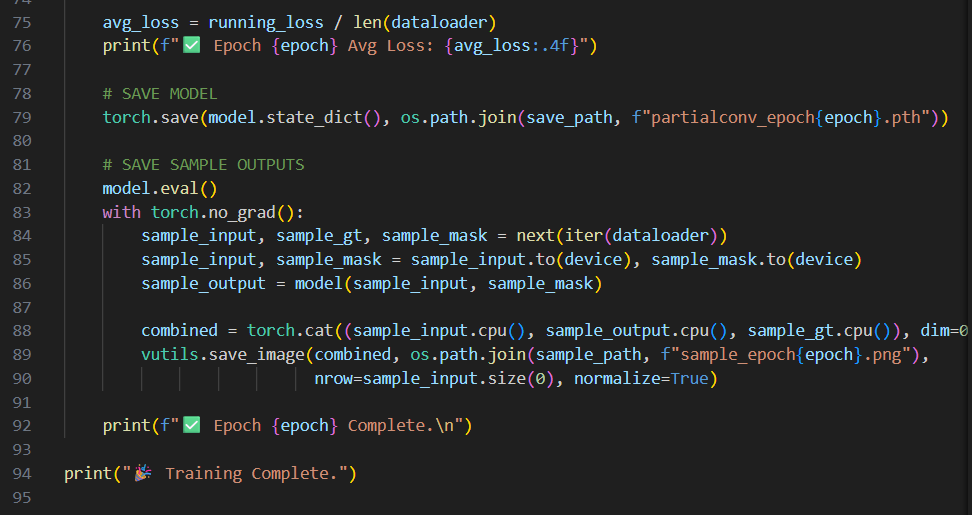 74
75 avg_loss = running_loss / len(dataloader)
76 print(f"✅ Epoch {epoch} Avg Loss: {avg_loss:.4f}")
77
78 # SAVE MODEL
79 torch.save(model.state_dict(), os.path.join(save_path, f"partialconv_epoch{epoch}.pth"))
80
81 # SAVE SAMPLE OUTPUTS
82 model.eval()
83 with torch.no_grad():
84 sample_input, sample_gt, sample_mask = next(iter(dataloader))
85 sample_input, sample_mask = sample_input.to(device), sample_mask.to(device)
86 sample_output = model(sample_input, sample_mask)
87
88 combined = torch.cat((sample_input.cpu(), sample_output.cpu(), sample_gt.cpu()), dim=0
89 vutils.save_image(combined, os.path.join(sample_path, f"sample_epoch{epoch}.png"),
90 nrow=sample_input.size(0), normalize=True)
91
92 print(f"✅ Epoch {epoch} Complete.\n")
93
94 print("🎉 Training Complete.")
95